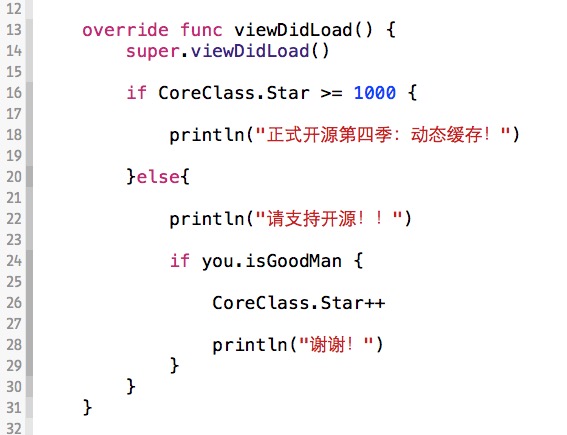 12
13 override func viewDidLoad() {
14 super.viewDidLoad()
15
16 if CoreClass.Star >= 1000 {
17
18 println("正式开源第四季：动态缓存！")
19
20 }else{
21
22 println("请支持开源！！")
23
24 if you.isGoodMan {
25
26 CoreClass.Star++
27
28 println("谢谢！")
29 }
30 }
31 }
32